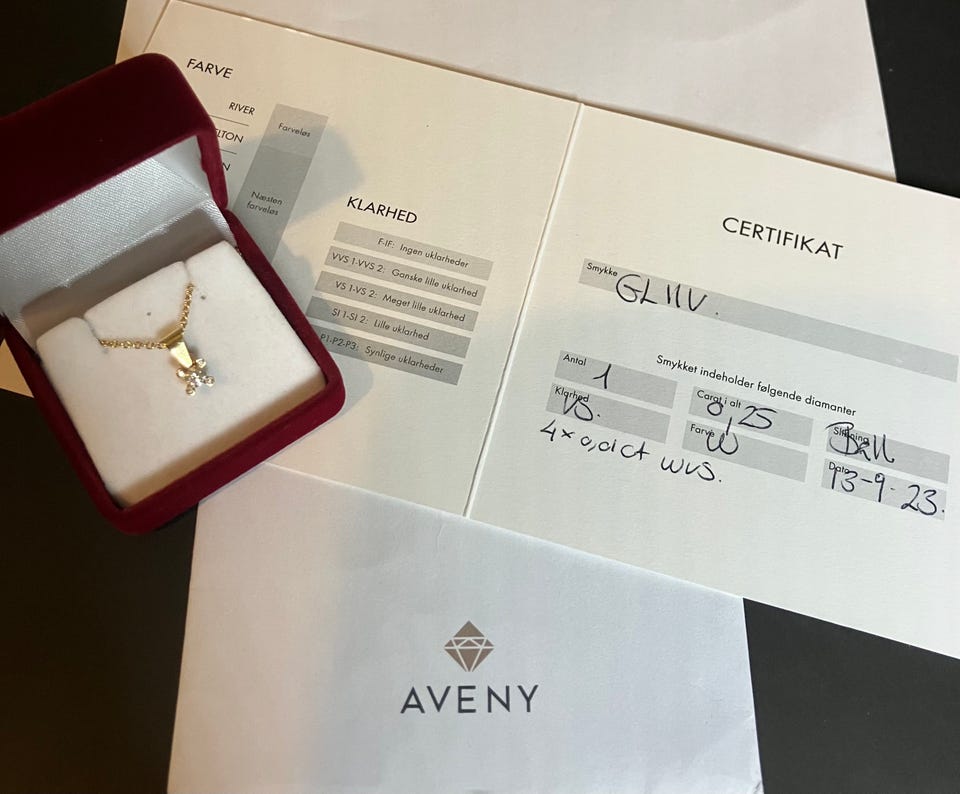 FARVE
RIVER
LTON
N
Farveløs
Næsten
farveløs
KLARHED
F-IF: Ingen uklarheder
VVS 1-VVS 2: Ganske lille uklarhed
VS 1-VS 2: Meget lille uklarhed
SI 1-SI 2: Lille uklarhed
P1-P2-P3: Synlige uklarheder
CERTIFIKAT
Smykke
Smykket indeholder følgende diamanter
Antal 1
Carat i alt 0,25
Slibning Bråll
Klarhed VS.
Farve W
Dato 13-9-23.
4x0,01ct WVS.
AVENY